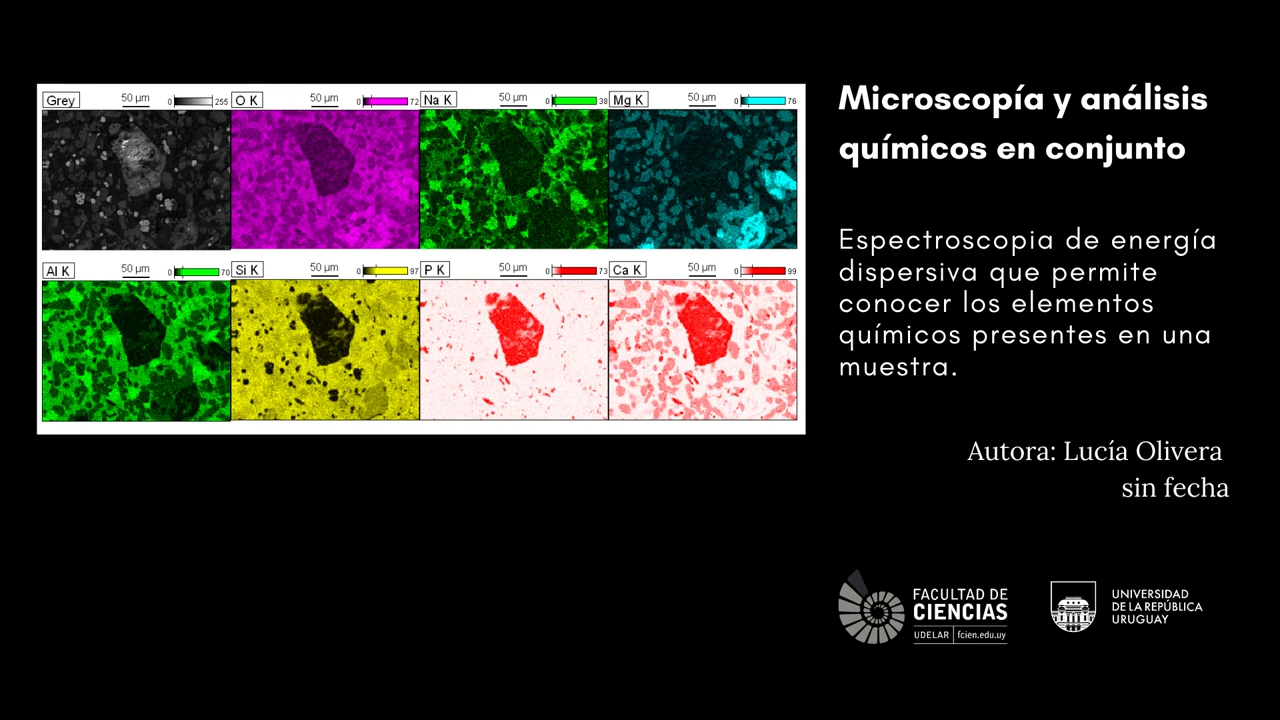 Grey 50 µm 0 255
O K 50 µm 0 72
Na K 50 µm 0 38
Mg K 50 µm 0 76
Al K 50 µm 0 70
Si K 50 µm 0 97
P K 50 µm 0 73
Ca K 50 µm 0 99
Microscopía y análisis
químicos en conjunto
Espectroscopia de energía
dispersiva que permite
conocer los elementos
químicos presentes en una
muestra.
Autora: Lucía Olivera
sin fecha
FACULTAD DE
CIENCIAS
UDELAR | fcien.edu.uy
UNIVERSIDAD
DE LA REPÚBLICA
URUGUAY